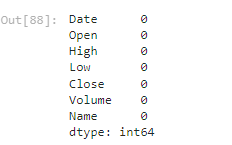 Out[88]: Date 0
Open 0
High 0
Low 0
Close 0
Volume 0
Name 0
dtype: int64